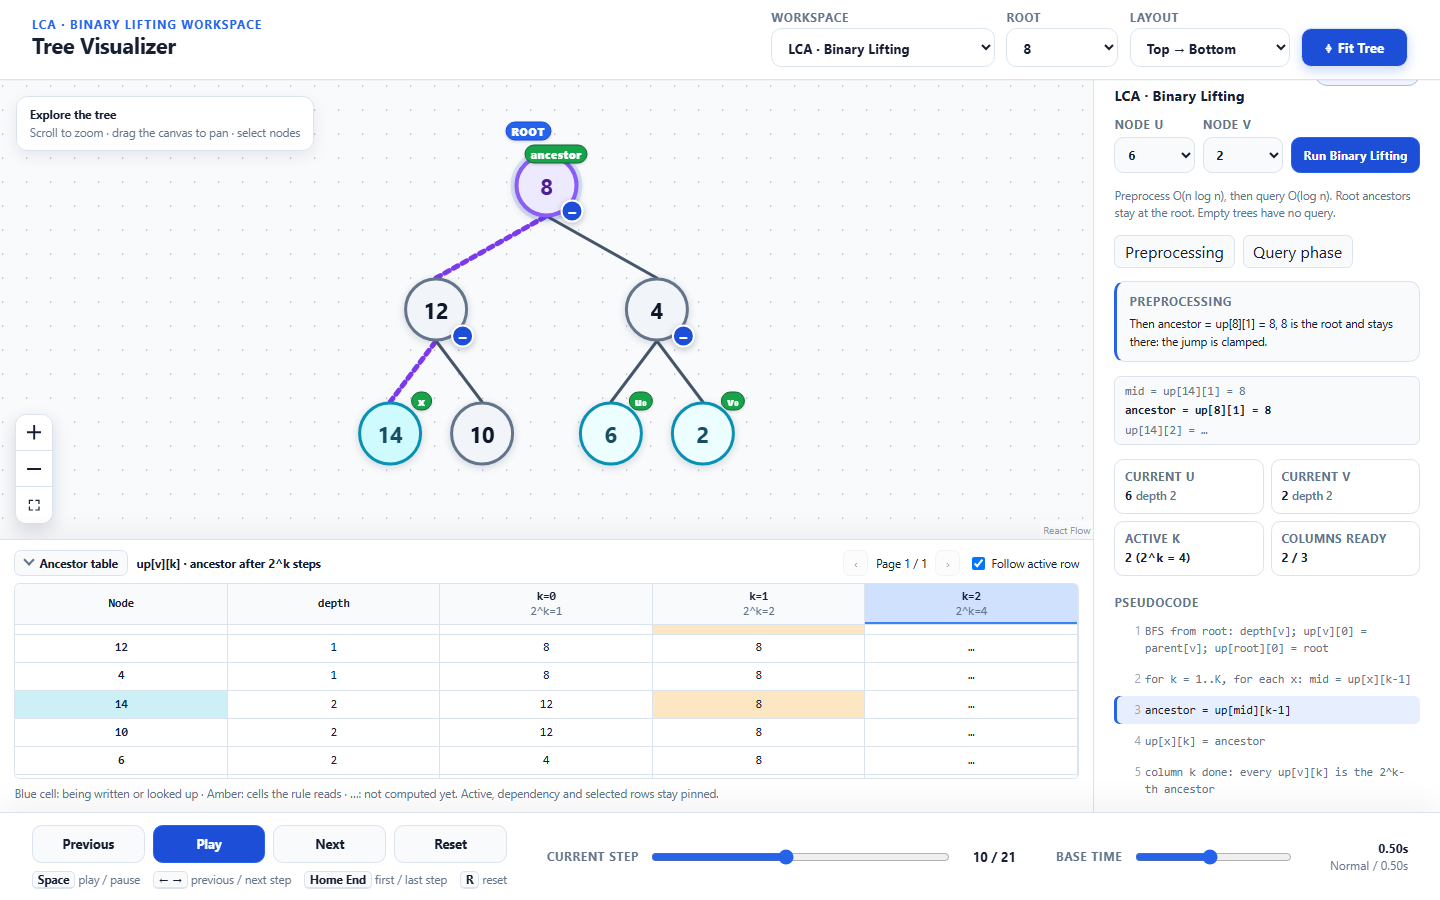 LCA · BINARY LIFTING WORKSPACE
Tree Visualizer
WORKSPACE
ROOT
LAYOUT
LCA · Binary Lifting
8
Top → Bottom
Fit Tree
Explore the tree
Scroll to zoom · drag the canvas to pan · select nodes
ROOT
ancestor
8
−
12
−
4
−
x
14
10
u₀
6
v₀
2
+
−
React Flow
LCA · Binary Lifting
NODE U
NODE V
6
2
Run Binary Lifting
Preprocess O(n log n), then query O(log n). Root ancestors
stay at the root. Empty trees have no query.
Preprocessing
Query phase
PREPROCESSING
Then ancestor = up[8][1] = 8, 8 is the root and stays
there: the jump is clamped.
mid = up[14][1] = 8
ancestor = up[8][1] = 8
up[14][2] = …
CURRENT U
6 depth 2
CURRENT V
2 depth 2
ACTIVE K
2 (2^k = 4)
COLUMNS READY
2 / 3
PSEUDOCODE
1 BFS from root: depth[v]; up[v][0] =
parent[v]; up[root][0] = root
2 for k = 1..K, for each x: mid = up[x][k-1]
3 ancestor = up[mid][k-1]
4 up[x][k] = ancestor
5 column k done: every up[v][k] is the 2^k-
th ancestor
Ancestor table
up[v][k] · ancestor after 2^k steps
‹ Page 1 / 1 ›
Follow active row
Node depth k=0 k=1 k=2
2^k=1 2^k=2 2^k=4
12 1 8 8 …
4 1 8 8 …
14 2 12 8
10 2 12 8 …
6 2 4 8 …
Blue cell: being written or looked up · Amber: cells the rule reads · …: not computed yet. Active, dependency and selected rows stay pinned.
Previous
Play
Next
Reset
Space play / pause
← → previous / next step
Home End first / last step
R reset
CURRENT STEP
10 / 21
BASE TIME
0.50s
Normal / 0.50s